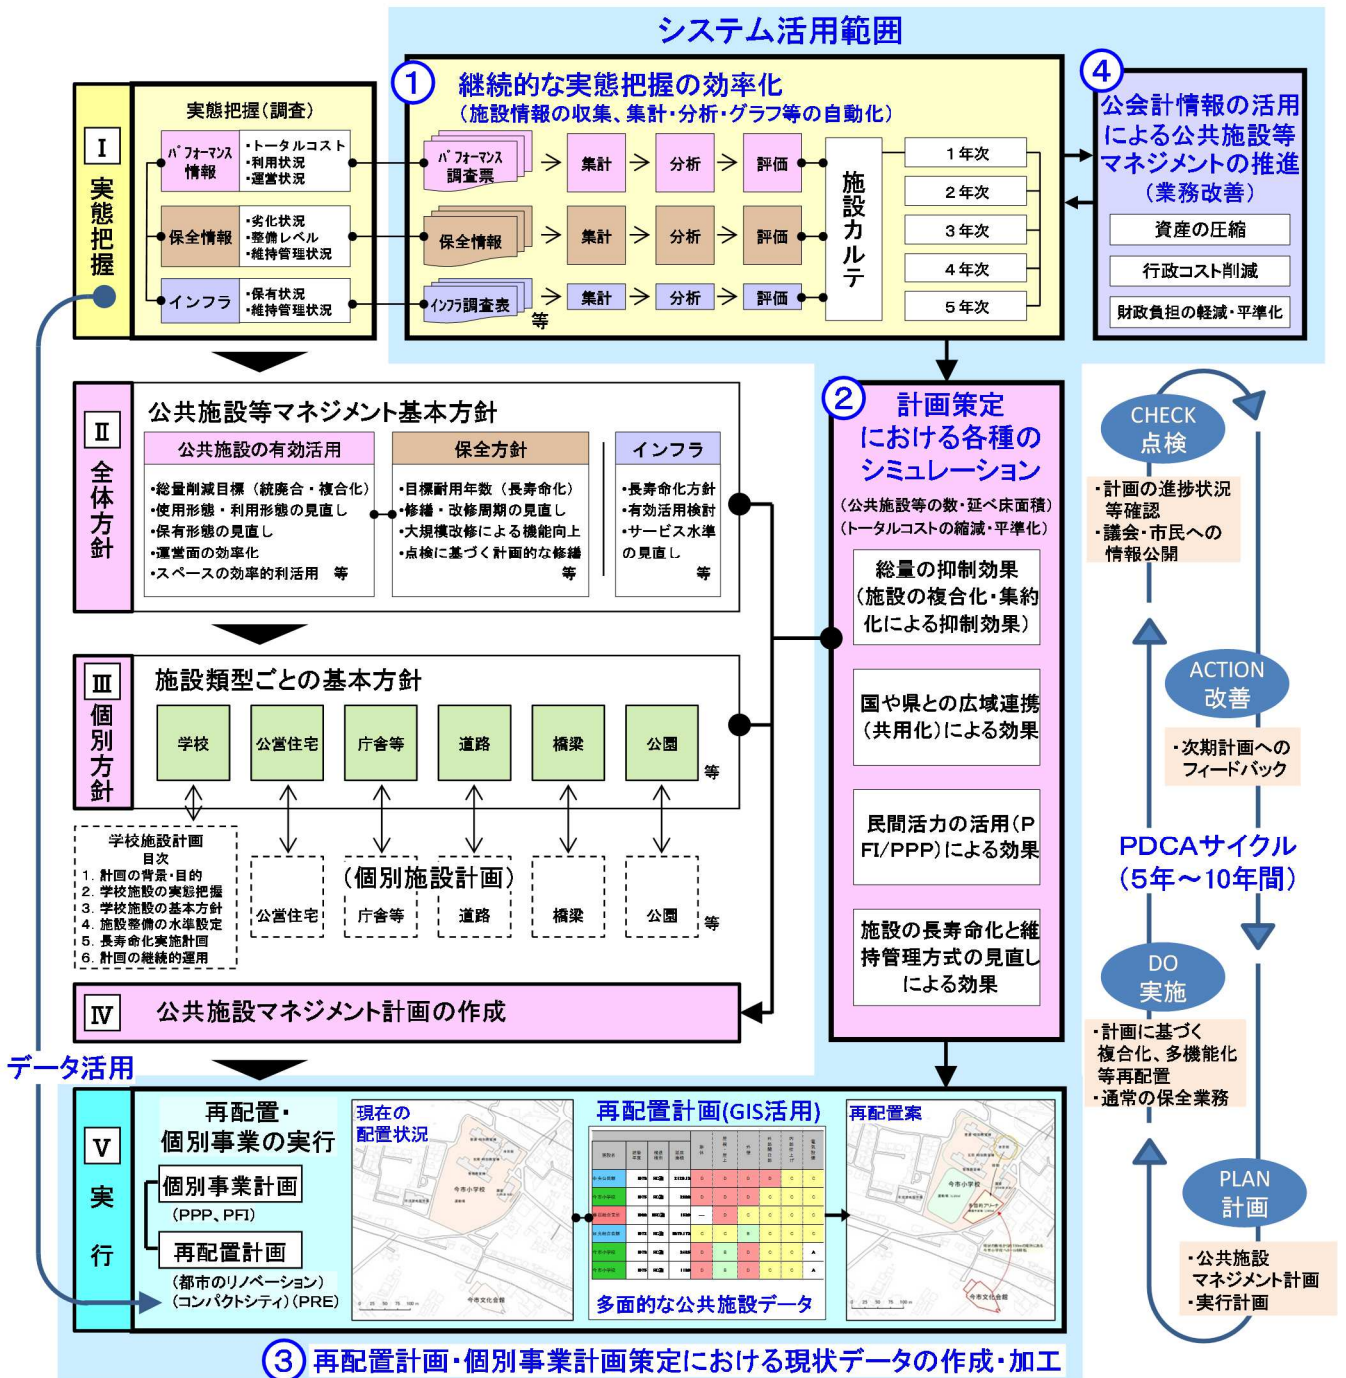 システム活用範囲
Ⅰ
実態把握
実態把握(調査)
パフォーマンス
情報
・トータルコスト
・利用状況
・運営状況
保全情報
・劣化状況
・整備レベル
・維持管理状況
インフラ
・保有状況
・維持管理状況
①
継続的な実態把握の効率化
(施設情報の収集、集計・分析・グラフ等の自動化)
パフォーマンス
調査票
集計
分析
評価
保全情報
集計
分析
評価
インフラ調査表
等
集計
分析
評価
施設カルテ
1年次
2年次
3年次
4年次
5年次
④
公会計情報の活用
による公共施設等
マネジメントの推進
(業務改善)
資産の圧縮
行政コスト削減
財政負担の軽減・平準化
Ⅱ
全体方針
公共施設等マネジメント基本方針
公共施設の有効活用
・総量削減目標(統廃合・複合化)
・使用形態・利用形態の見直し
・保有形態の見直し
・運営面の効率化
・スペースの効率的利活用 等
保全方針
・目標耐用年数(長寿命化)
・修繕・改修周期の見直し
・大規模改修による機能向上
・点検に基づく計画的な修繕
等
インフラ
・長寿命化方針
・有効活用検討
・サービス水準
の見直し
等
②
計画策定
における各種の
シミュレーション
(公共施設等の数・延べ床面積)
(トータルコストの縮減・平準化)
総量の抑制効果
(施設の複合化・集約
化による抑制効果)
国や県との広域連携
(共用化)による効果
民間活力の活用(P
FI/PPP)による効果
施設の長寿命化と維
持管理方式の見直し
による効果
Ⅲ
個別方針
施設類型ごとの基本方針
学校
公営住宅
庁舎等
道路
橋梁
公園
等
学校施設計画
目次
1. 計画の背景・目的
2. 学校施設の実態把握
3. 学校施設の基本方針
4. 施設整備の水準設定
5. 長寿命化実施計画
6. 計画の継続的運用
(個別施設計画)
公営住宅
庁舎等
道路
橋梁
公園
等
Ⅳ
公共施設マネジメント計画の作成
データ活用
Ⅴ
実行
再配置・
個別事業の実行
個別事業計画
(PPP、PFI)
再配置計画
(都市のリノベーション)
(コンパクトシティ)(PRE)
現在の
配置状況
今市小学校
今市文化会館
再配置計画(GIS活用)
多面的な公共施設データ
再配置案
今市小学校
多目的アリーナ
今市文化会館
③
再配置計画・個別事業計画策定における現状データの作成・加工
CHECK
点検
・計画の進捗状況
等確認
・議会・市民への
情報公開
ACTION
改善
・次期計画への
フィードバック
PDCAサイクル
(5年～10年間)
DO
実施
・計画に基づく
複合化、多機能化
等再配置
・通常の保全業務
PLAN
計画
・公共施設
マネジメント計画
・実行計画